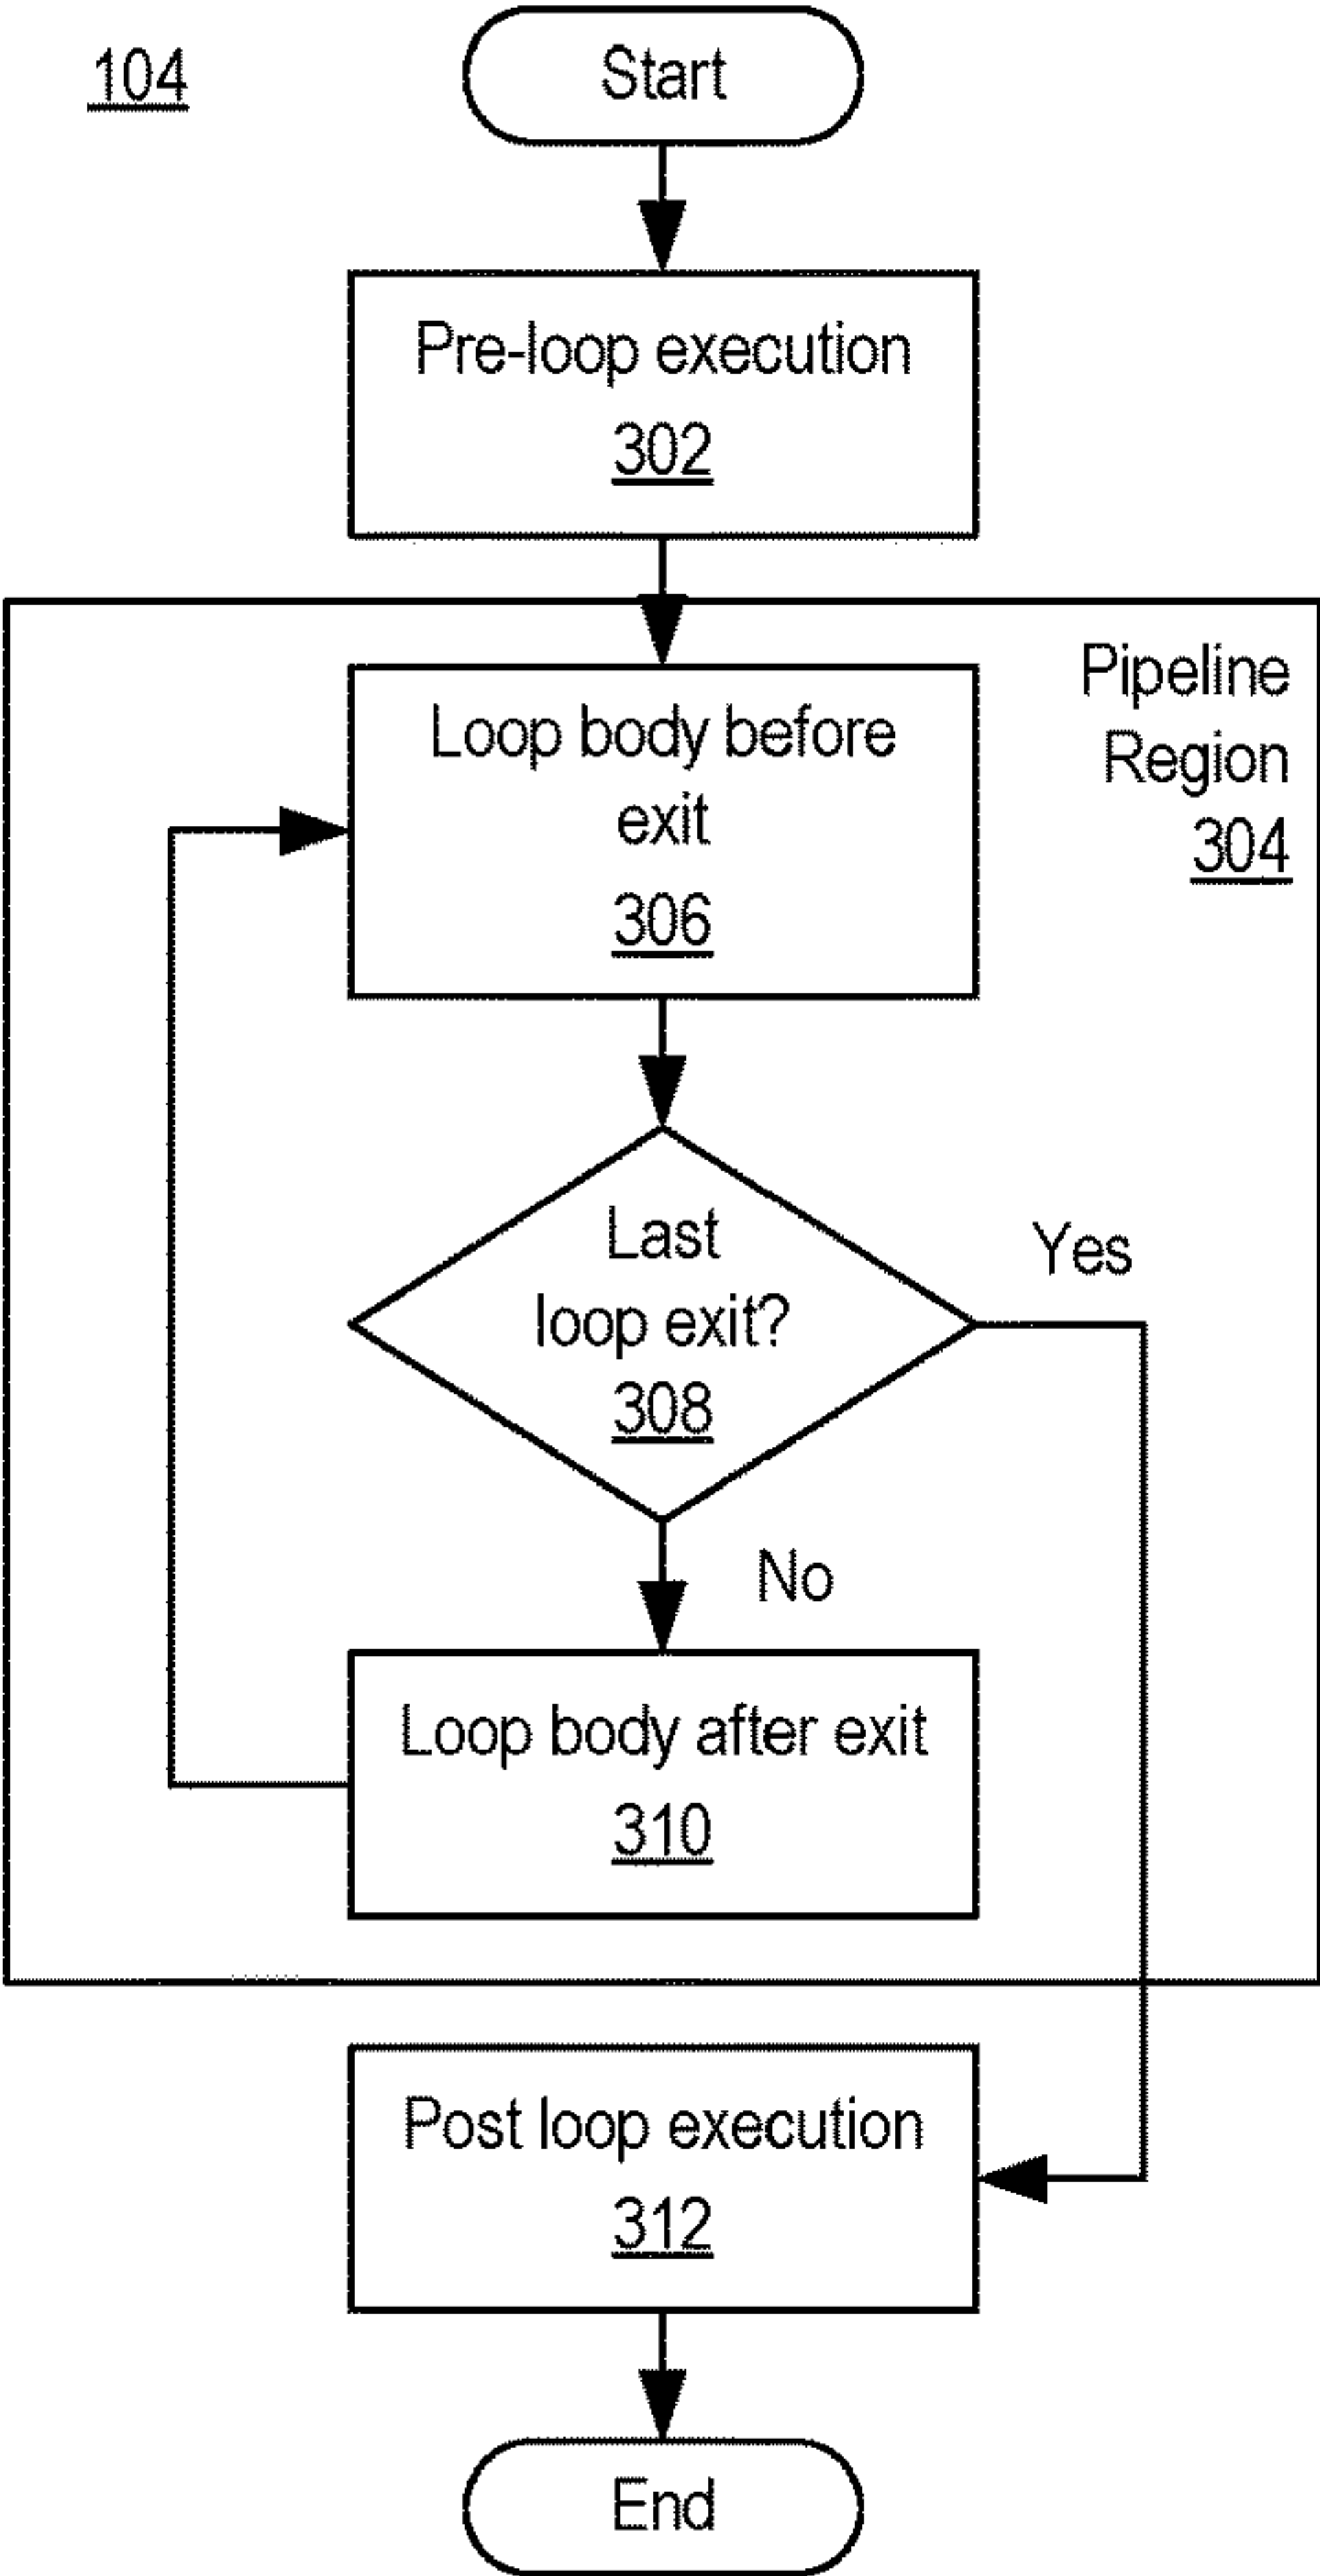 104
Start
Pre-loop execution
302
Pipeline
Region
304
Loop body before
exit
306
Last
loop exit?
308
Yes
No
Loop body after exit
310
Post loop execution
312
End